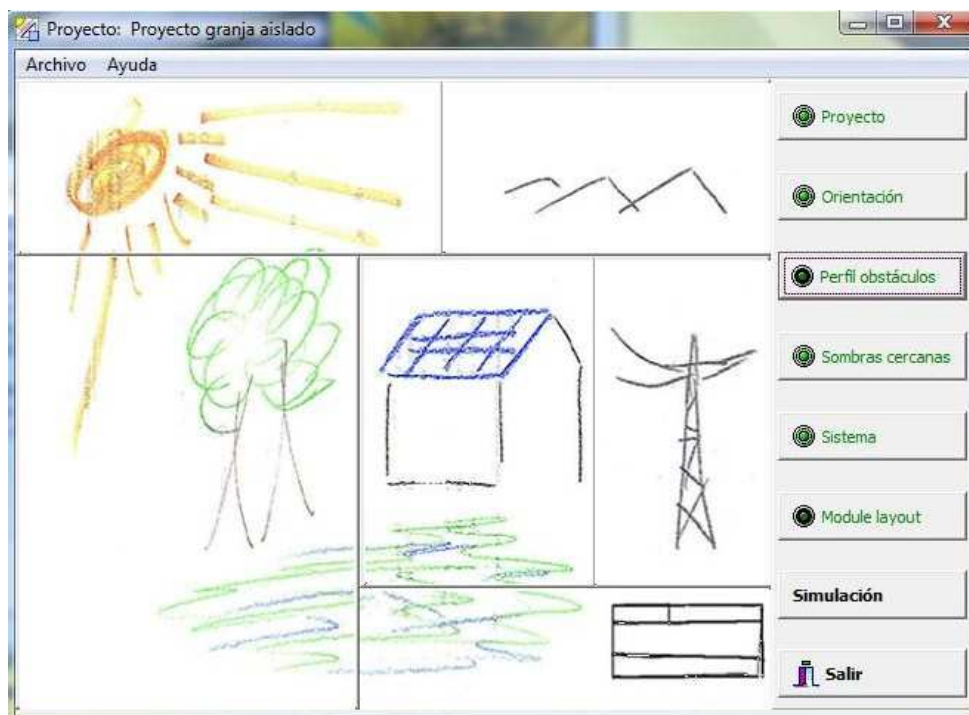 Proyecto: Proyecto granja aislado
Archivo Ayuda
Proyecto
Orientación
Perfil obstáculos
Sombras cercanas
Sistema
Module layout
Simulación
Salir